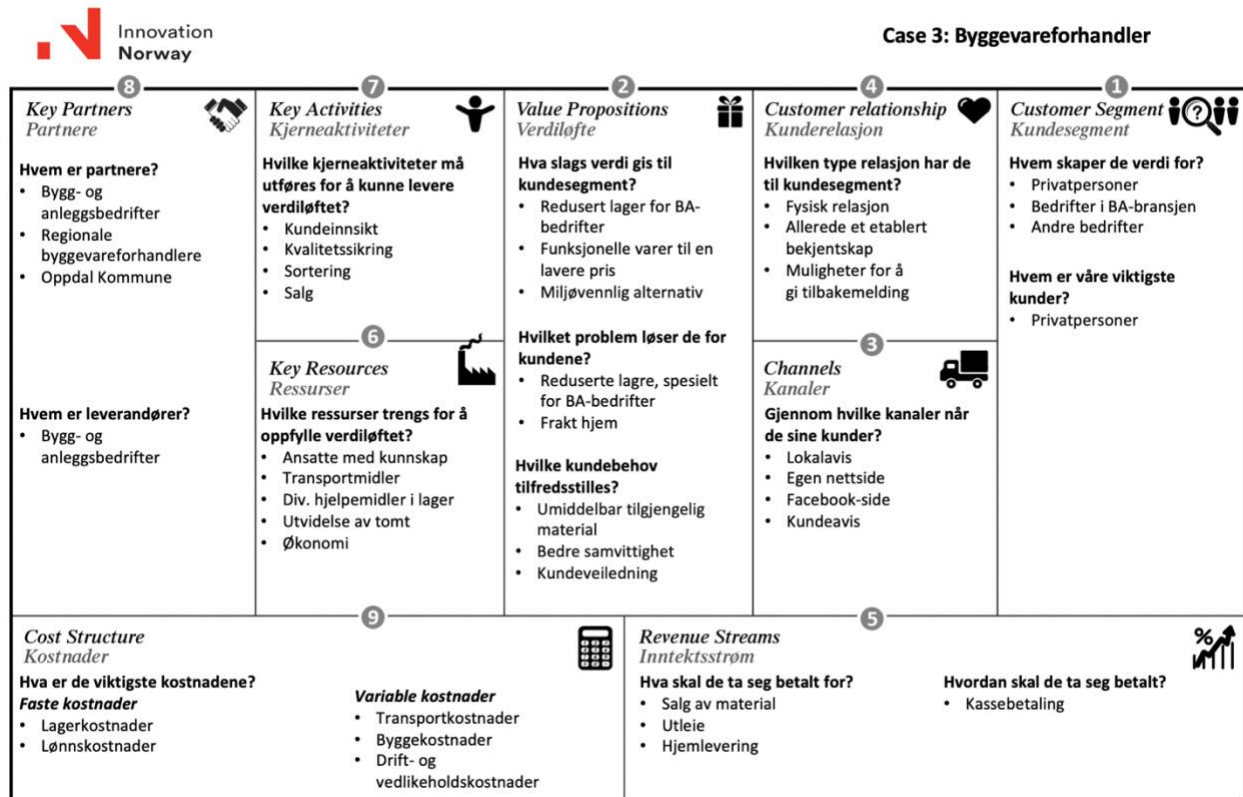 Innovation
Norway
Case 3: Byggevareforhandler
8
Key Partners
Partnere
Hvem er partnere?
• Bygg- og
anleggsbedrifter
• Regionale
byggevareforhandlere
• Oppdal Kommune
Hvem er leverandører?
• Bygg- og
anleggsbedrifter
7
Key Activities
Kjerneaktiviteter
Hvilke kjerneaktiviteter må
utføres for å kunne levere
verdiløftet?
• Kundeinnsikt
• Kvalitetssikring
• Sortering
• Salg
6
Key Resources
Ressurser
Hvilke ressurser trengs for å
oppfylle verdiløftet?
• Ansatte med kunnskap
• Transportmidler
• Div. hjelpemidler i lager
• Utvidelse av tomt
• Økonomi
2
Value Propositions
Verdiløfte
Hva slags verdi gis til
kundesegment?
• Redusert lager for BA-
bedrifter
• Funksjonelle varer til en
lavere pris
• Miljøvennlig alternativ
Hvilket problem løser de for
kundene?
• Reduserte lagre, spesielt
for BA-bedrifter
• Frakt hjem
Hvilke kundebehov
tilfredsstilles?
• Umiddelbar tilgjengelig
material
• Bedre samvittighet
• Kundeveiledning
4
Customer relationship
Kunderelasjon
Hvilken type relasjon har de
til kundesegment?
• Fysisk relasjon
• Allerede et etablert
bekjentskap
• Muligheter for å
gi tilbakemelding
3
Channels
Kanaler
Gjennom hvilke kanaler når
de sine kunder?
• Lokalavis
• Egen nettside
• Facebook-side
• Kundeavis
1
Customer Segment
Kundesegment
?
Hvem skaper de verdi for?
• Privatpersoner
• Bedrifter i BA-bransjen
• Andre bedrifter
Hvem er våre viktigste
kunder?
• Privatpersoner
9
Cost Structure
Kostnader
Hva er de viktigste kostnadene?
Faste kostnader
• Lagerkostnader
• Lønnskostnader
Variable kostnader
• Transportkostnader
• Byggekostnader
• Drift- og
vedlikeholdskostnader
5
Revenue Streams
Inntektsstrøm
%
Hva skal de ta seg betalt for?
• Salg av material
• Utleie
• Hjemlevering
Hvordan skal de ta seg betalt?
• Kassebetaling